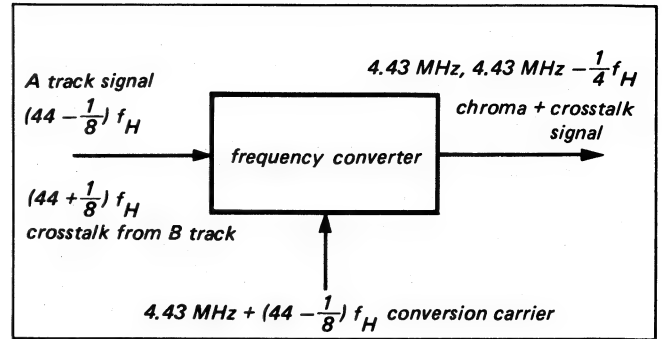 A track signal
(44 - 1/8) f_H
(44 + 1/8) f_H
crosstalk from B track
frequency converter
4.43 MHz, 4.43 MHz - 1/4 f_H
chroma + crosstalk
signal
4.43 MHz + (44 - 1/8) f_H conversion carrier